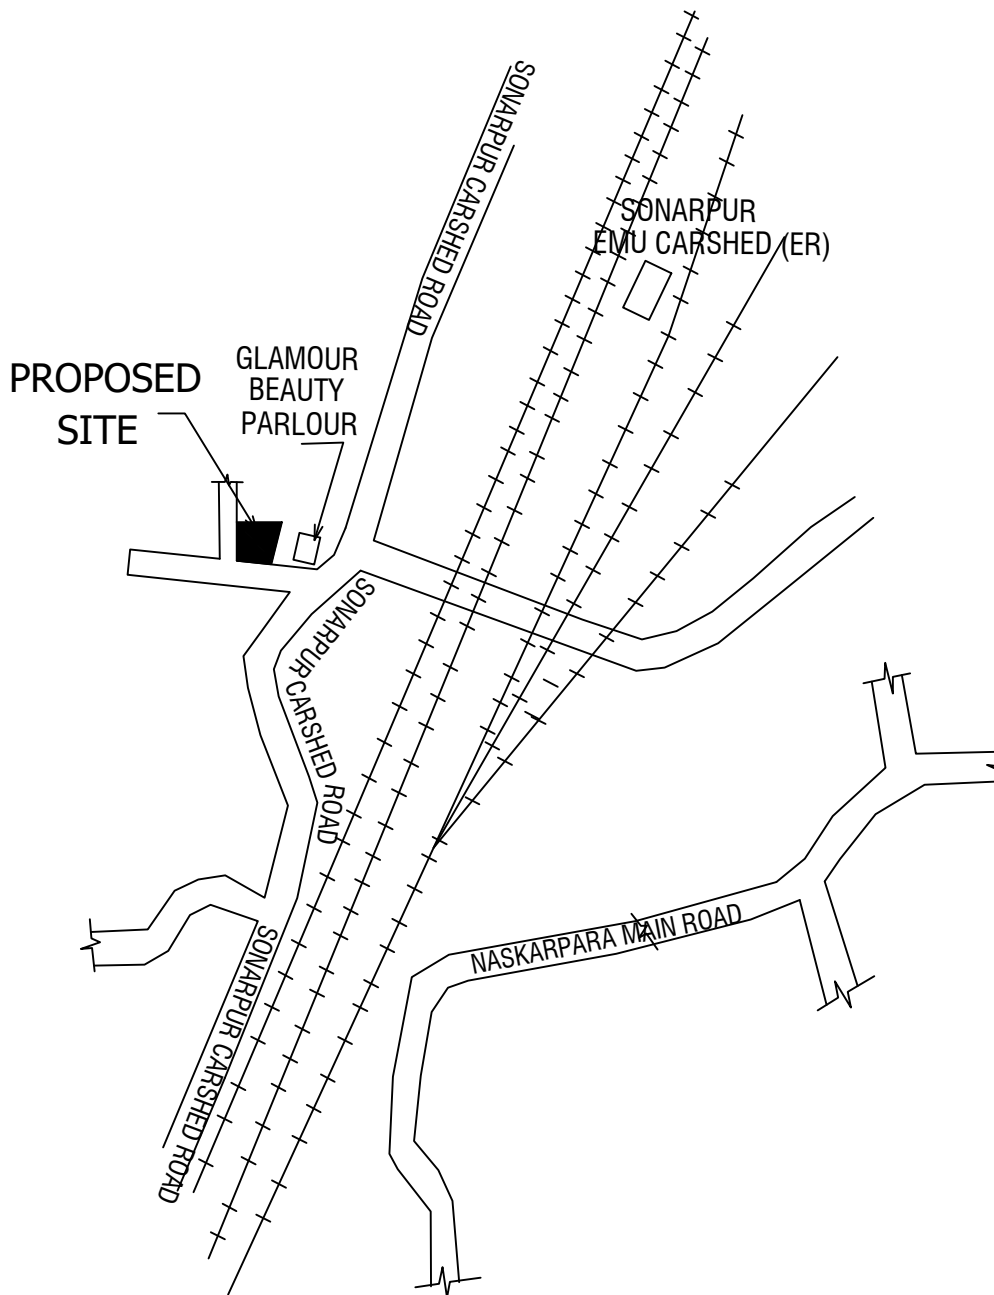 SONARPUR CARSHED ROAD
SONARPUR
EMU CARSHED (ER)
PROPOSED
SITE
GLAMOUR
BEAUTY
PARLOUR
SONARPUR CARSHED ROAD
NASKARPARA MAIN ROAD
SONARPUR CARSHED ROAD